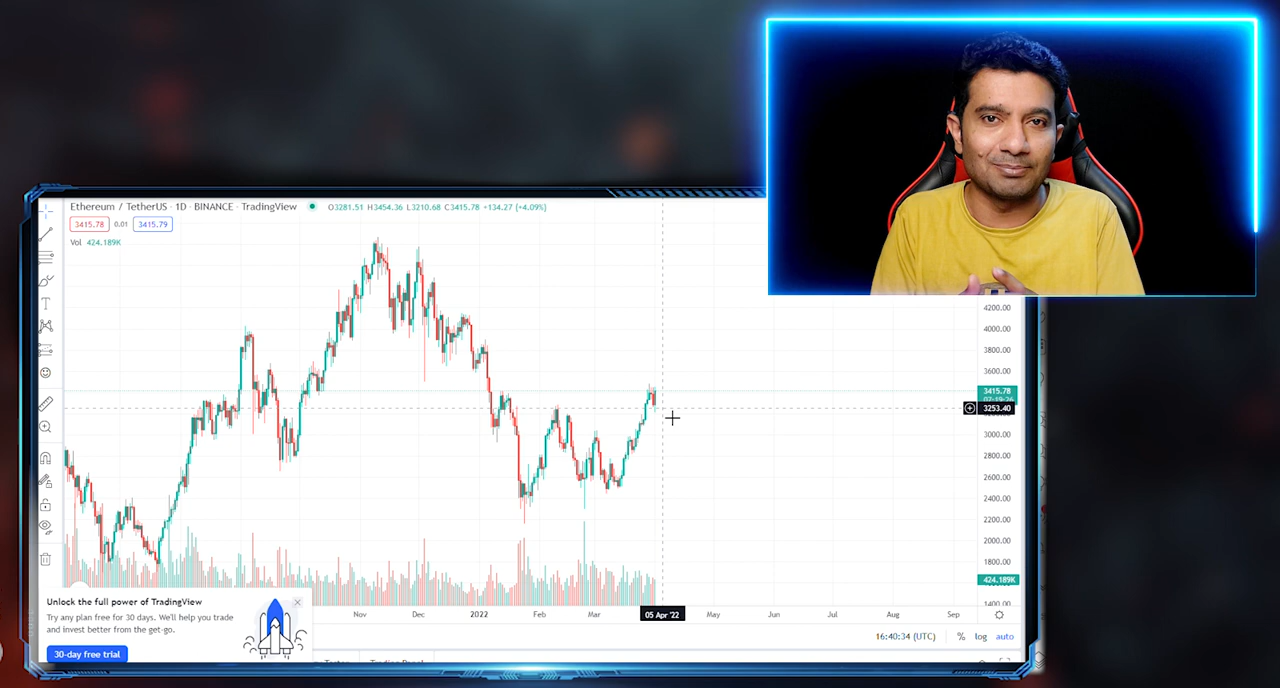 Ethereum / TetherUS · 1D · BINANCE · TradingView
O3281.51 H3454.36 L3210.68 C3415.78 +134.27 (+4.09%)
3415.78 0.01 3415.79
Vol 424.189K
T
4200.00
4000.00
3800.00
3600.00
3415.78
07:19:26
3253.40
3000.00
2800.00
2600.00
2400.00
2200.00
2000.00
1800.00
424.189K
1400.00
Nov Dec 2022 Feb Mar 05 Apr '22 May Jun Jul Aug Sep
Unlock the full power of TradingView
Try any plan free for 30 days. We'll help you trade
and invest better from the get-go.
30-day free trial
16:40:34 (UTC) % log auto
Trading Panel